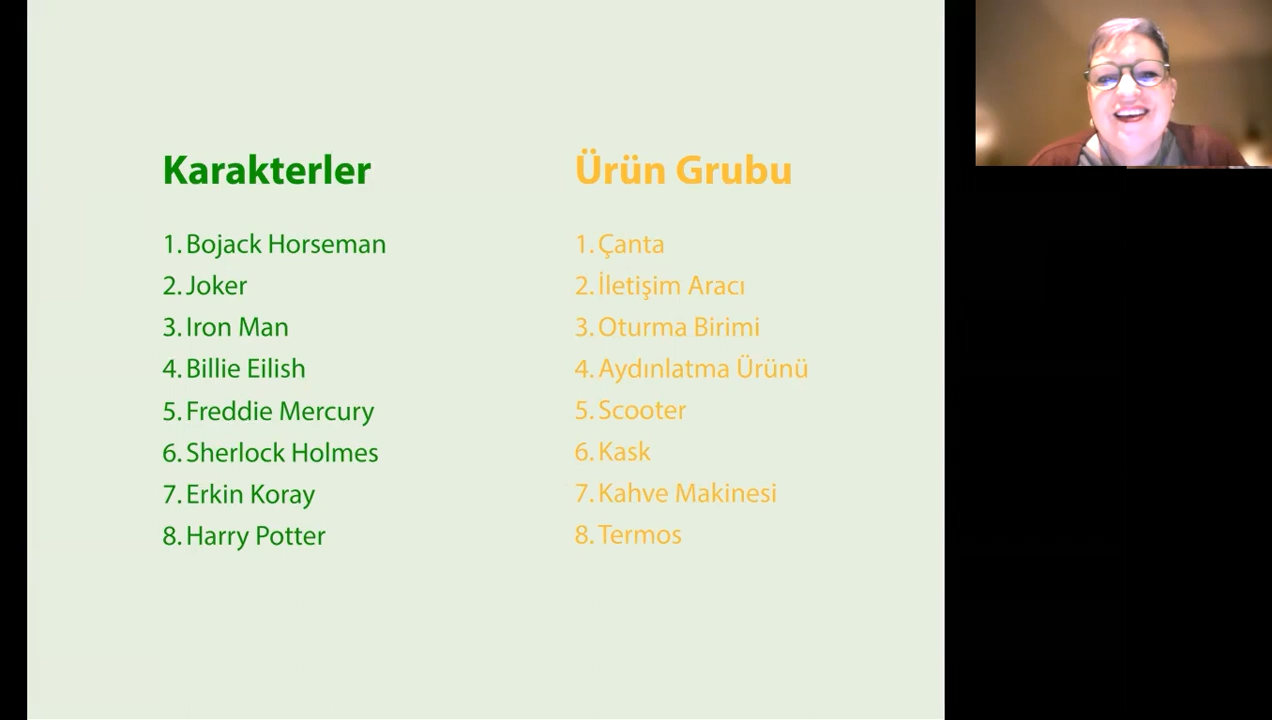 Karakterler
1. Bojack Horseman
2. Joker
3. Iron Man
4. Billie Eilish
5. Freddie Mercury
6. Sherlock Holmes
7. Erkin Koray
8. Harry Potter
Ürün Grubu
1. Çanta
2. İletişim Aracı
3. Oturma Birimi
4. Aydınlatma Ürünü
5. Scooter
6. Kask
7. Kahve Makinesi
8. Termos